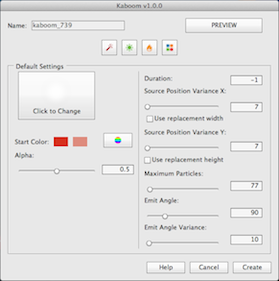 Kaboom v1.0.0
Name: kaboom_739
PREVIEW
Default Settings
Click to Change
Start Color:
Alpha:
0.5
Duration: -1
Source Position Variance X:
7
Use replacement width
Source Position Variance Y:
7
Use replacement height
Maximum Particles:
77
Emit Angle:
90
Emit Angle Variance:
10
Help Cancel Create